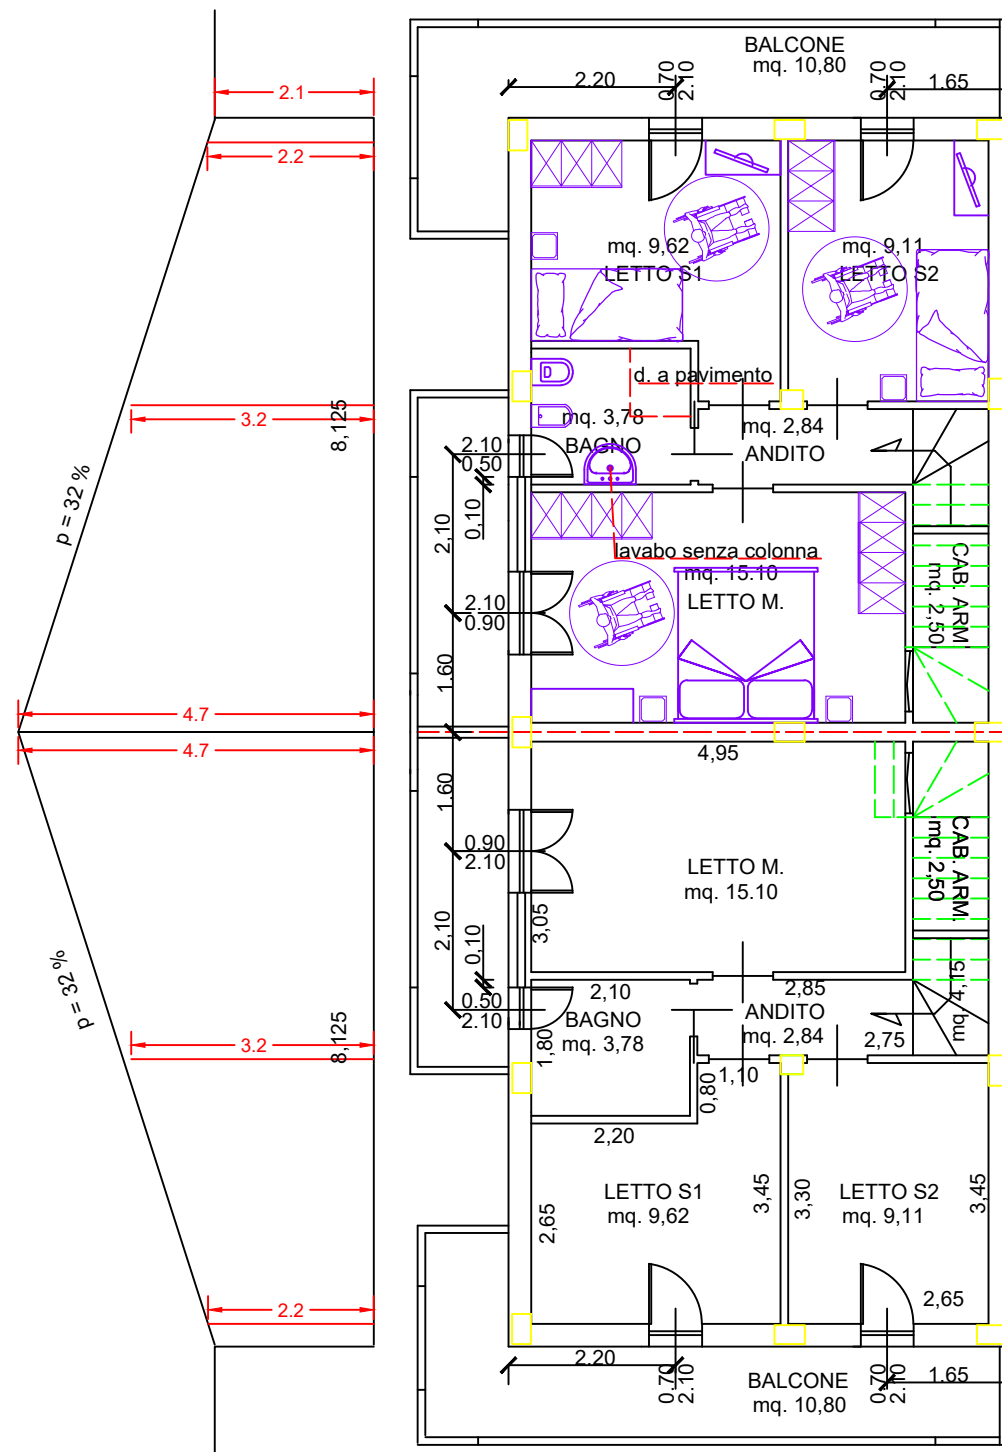 BALCONE
mq. 10,80
2.20
0.70
2.10
0.70
2.10
1.65
2.1
2.2
mq. 9,62
LETTO S1
mq. 9,11
LETTO S2
d. a pavimento
3.2
8,125
mq. 3,78
BAGNO
mq. 2,84
ANDITO
2.10
0.50
0,10
2,10
p = 32 %
lavabo senza colonna
mq. 15.10
LETTO M.
CAB. ARM.
mq. 2,50
2.10
0.90
1.60
4.7
4.7
4,95
1.60
0.90
2.10
LETTO M.
mq. 15.10
CAB. ARM.
mq. 2,50
3,05
2,10
0,10
p = 32 %
0.50
2.10
2,10
2,85
mq. 4,15
BAGNO
mq. 3,78
ANDITO
mq. 2,84
2,75
1,80
3.2
8,125
1,10
0,80
2,20
LETTO S1
mq. 9,62
LETTO S2
mq. 9,11
2,65
3,45
3,30
3,45
2,65
2.2
2.20
0.70
2.10
0.70
2.10
1.65
BALCONE
mq. 10,80